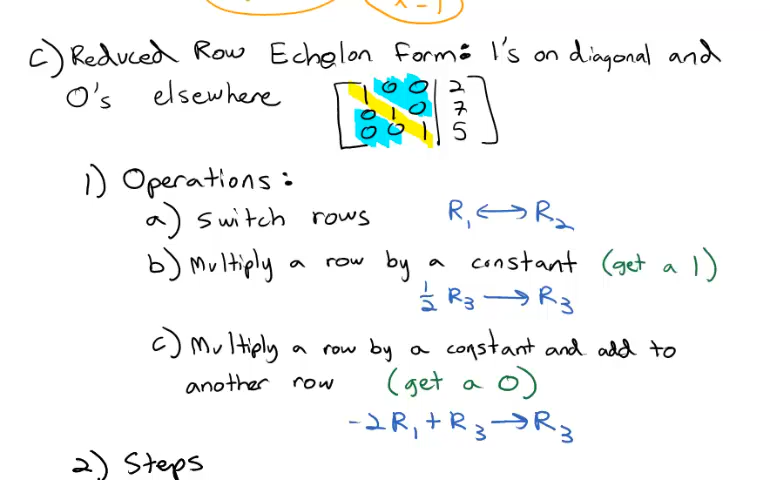 x = 1
C) Reduced Row Echelon Form: 1's on diagonal and
0's elsewhere
1 0 0 | 2
0 1 0 | 7
0 0 1 | 5
1) Operations:
a) Switch rows R₁ ↔ R₂
b) Multiply a row by a constant (get a 1)
½ R₃ → R₃
c) Multiply a row by a constant and add to
another row (get a 0)
-2R₁ + R₃ → R₃
2) Steps